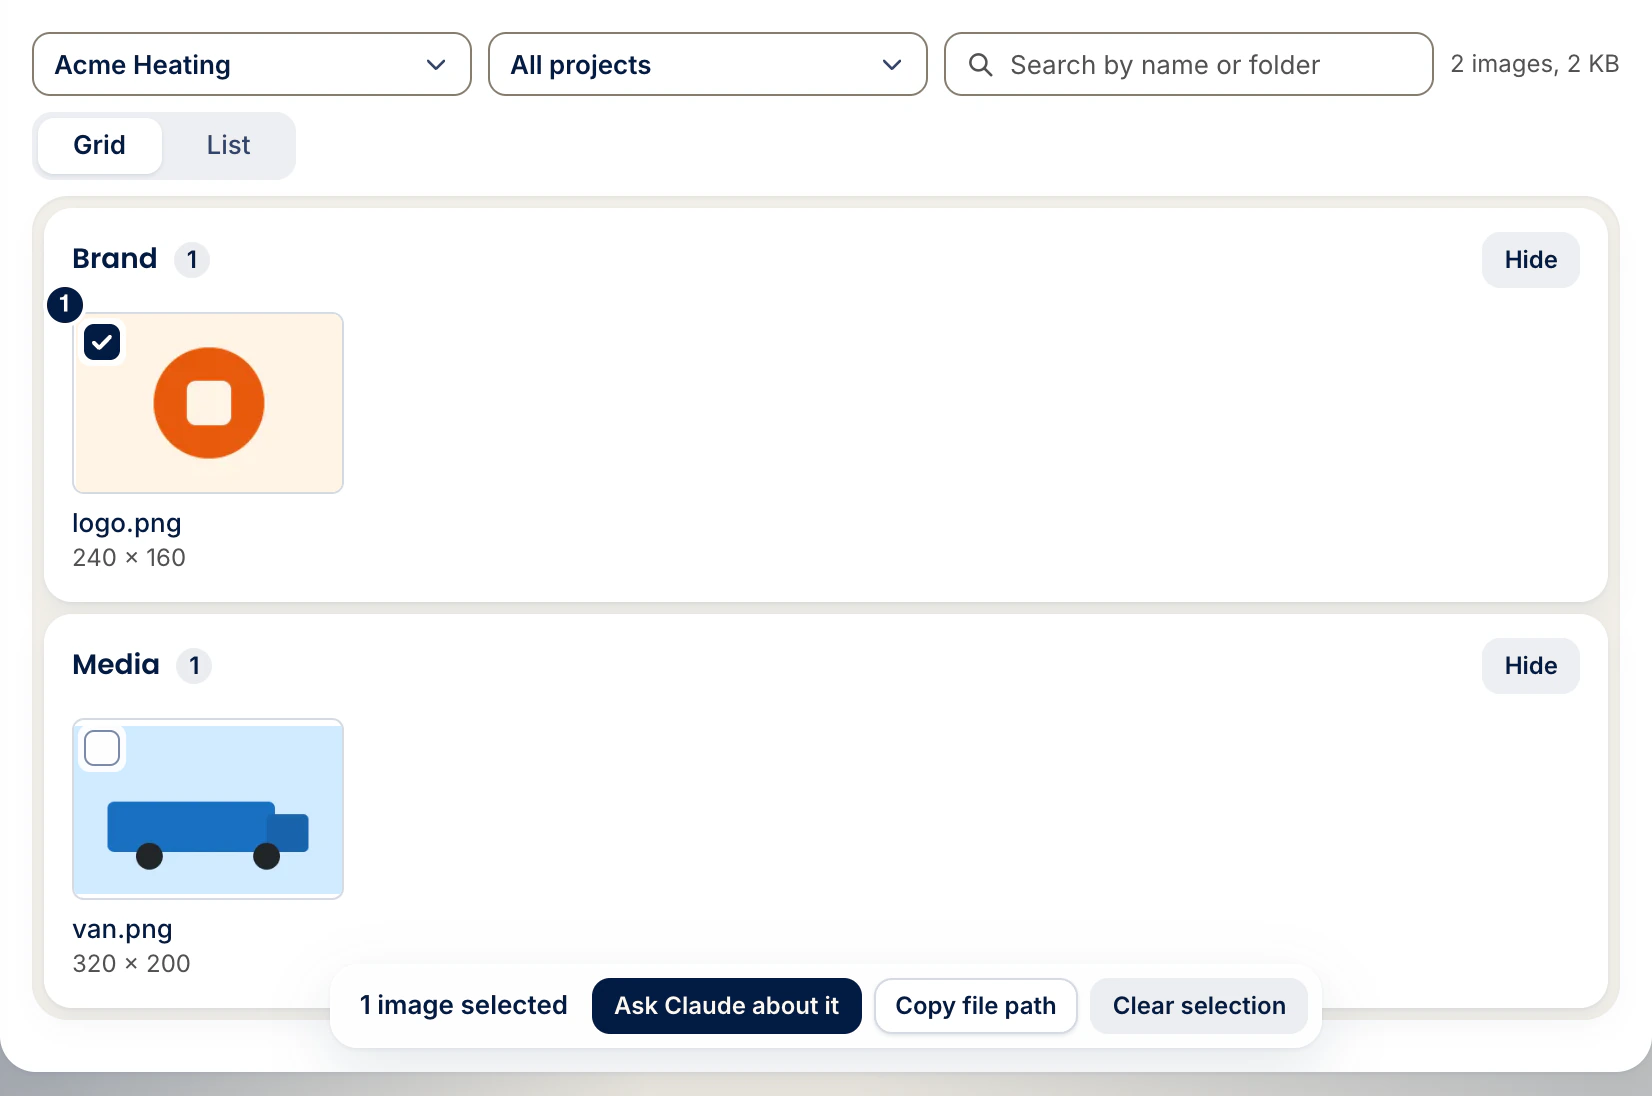 Acme Heating
All projects
Search by name or folder
2 images, 2 KB
Grid
List
Brand 1
Hide
1
logo.png
240 × 160
Media 1
Hide
van.png
320 × 200
1 image selected
Ask Claude about it
Copy file path
Clear selection